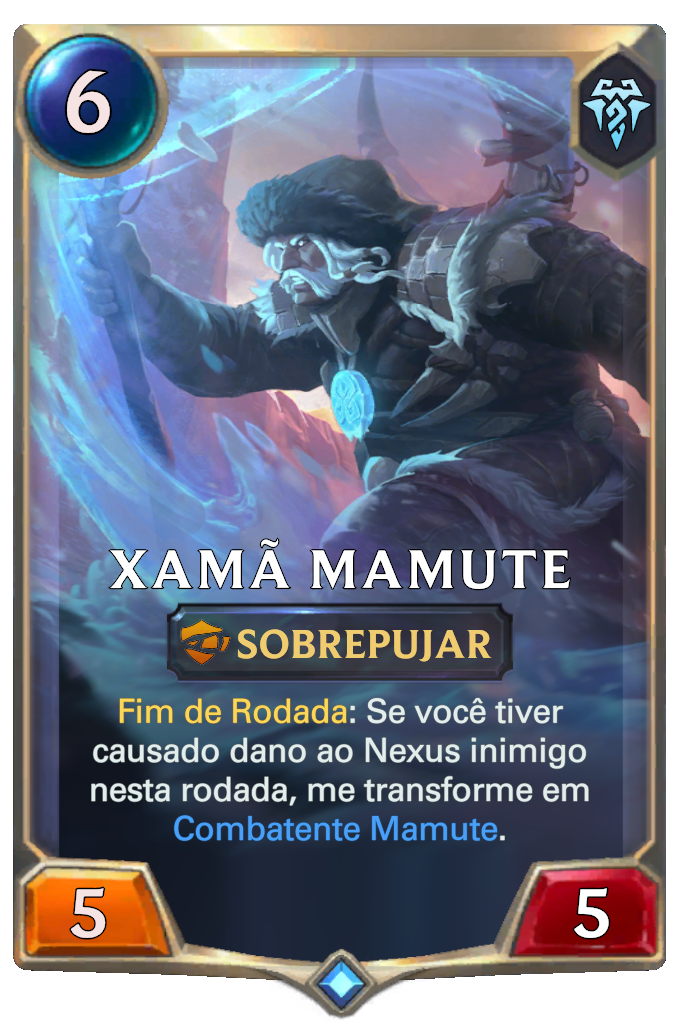 6
XAMÃ MAMUTE
SOBREPUJAR
Fim de Rodada: Se você tiver
causado dano ao Nexus inimigo
nesta rodada, me transforme em
Combatente Mamute.
5
5